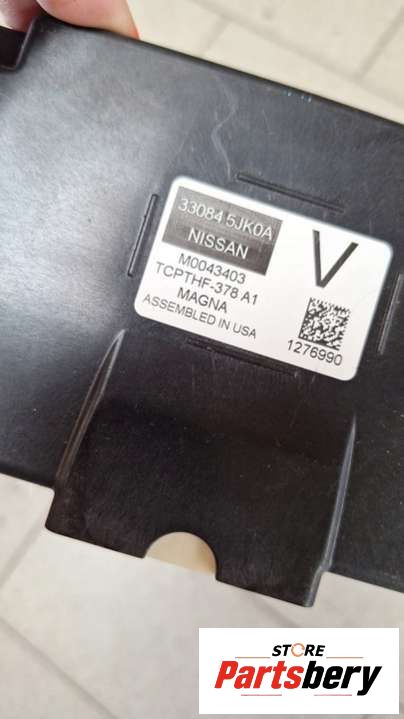 33084 5JK0A
NISSAN
M0043403
TCPTHF-378 A1
MAGNA
ASSEMBLED IN USA
V
1276990
STORE
Partsbery